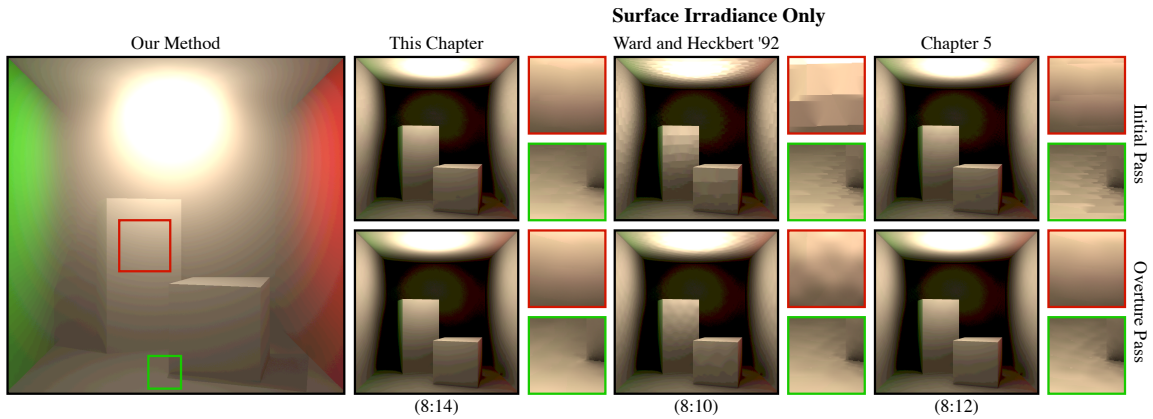 Surface Irradiance Only
Our Method
This Chapter
Ward and Heckbert '92
Chapter 5
Initial Pass
Overture Pass
(8:14)
(8:10)
(8:12)